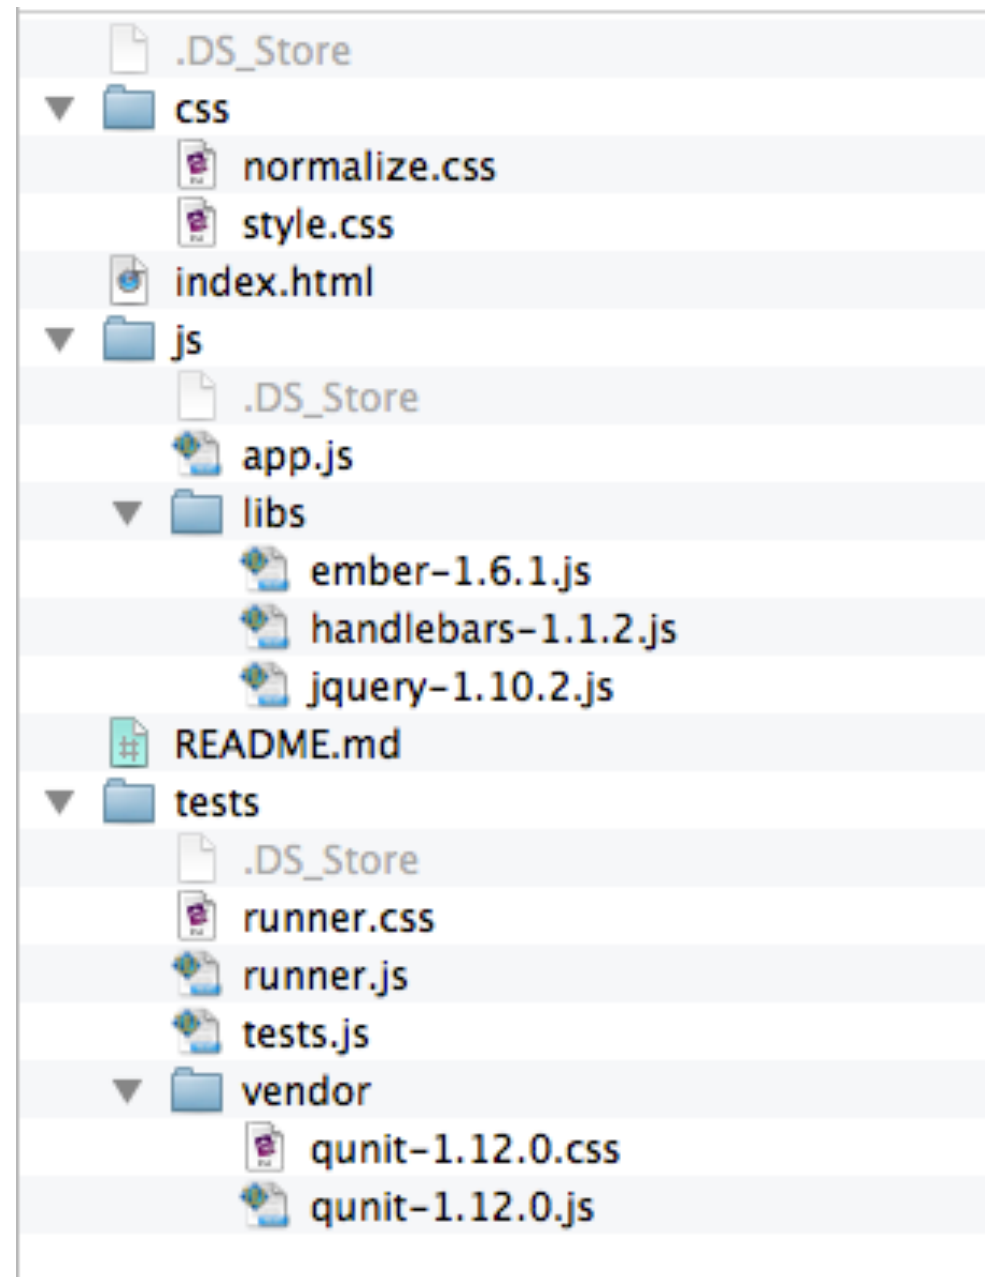 .DS_Store
css
normalize.css
style.css
index.html
js
.DS_Store
app.js
libs
ember-1.6.1.js
handlebars-1.1.2.js
jquery-1.10.2.js
README.md
tests
.DS_Store
runner.css
runner.js
tests.js
vendor
qunit-1.12.0.css
qunit-1.12.0.js